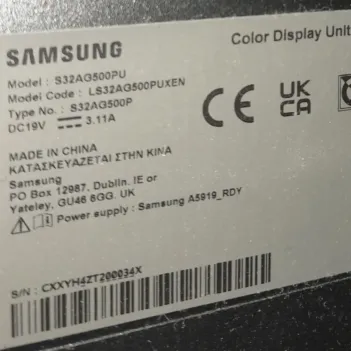 SAMSUNG
Color Display Unit
Model : S32AG500PU
Model Code : LS32AG500PUXEN
Type No. : S32AG500P
DC19V ⎓ 3.11A
CE
UK
CA
MADE IN CHINA
ΚΑΤΑΣΚΕΥΑΖΕΤΑΙ ΣΤΗΝ ΚΙΝΑ
Samsung
PO Box 12987, Dublin. IE or
Yateley, GU46 6GG. UK
Power supply : Samsung A5919_RDY
S/N : CXXYH4ZT200034X